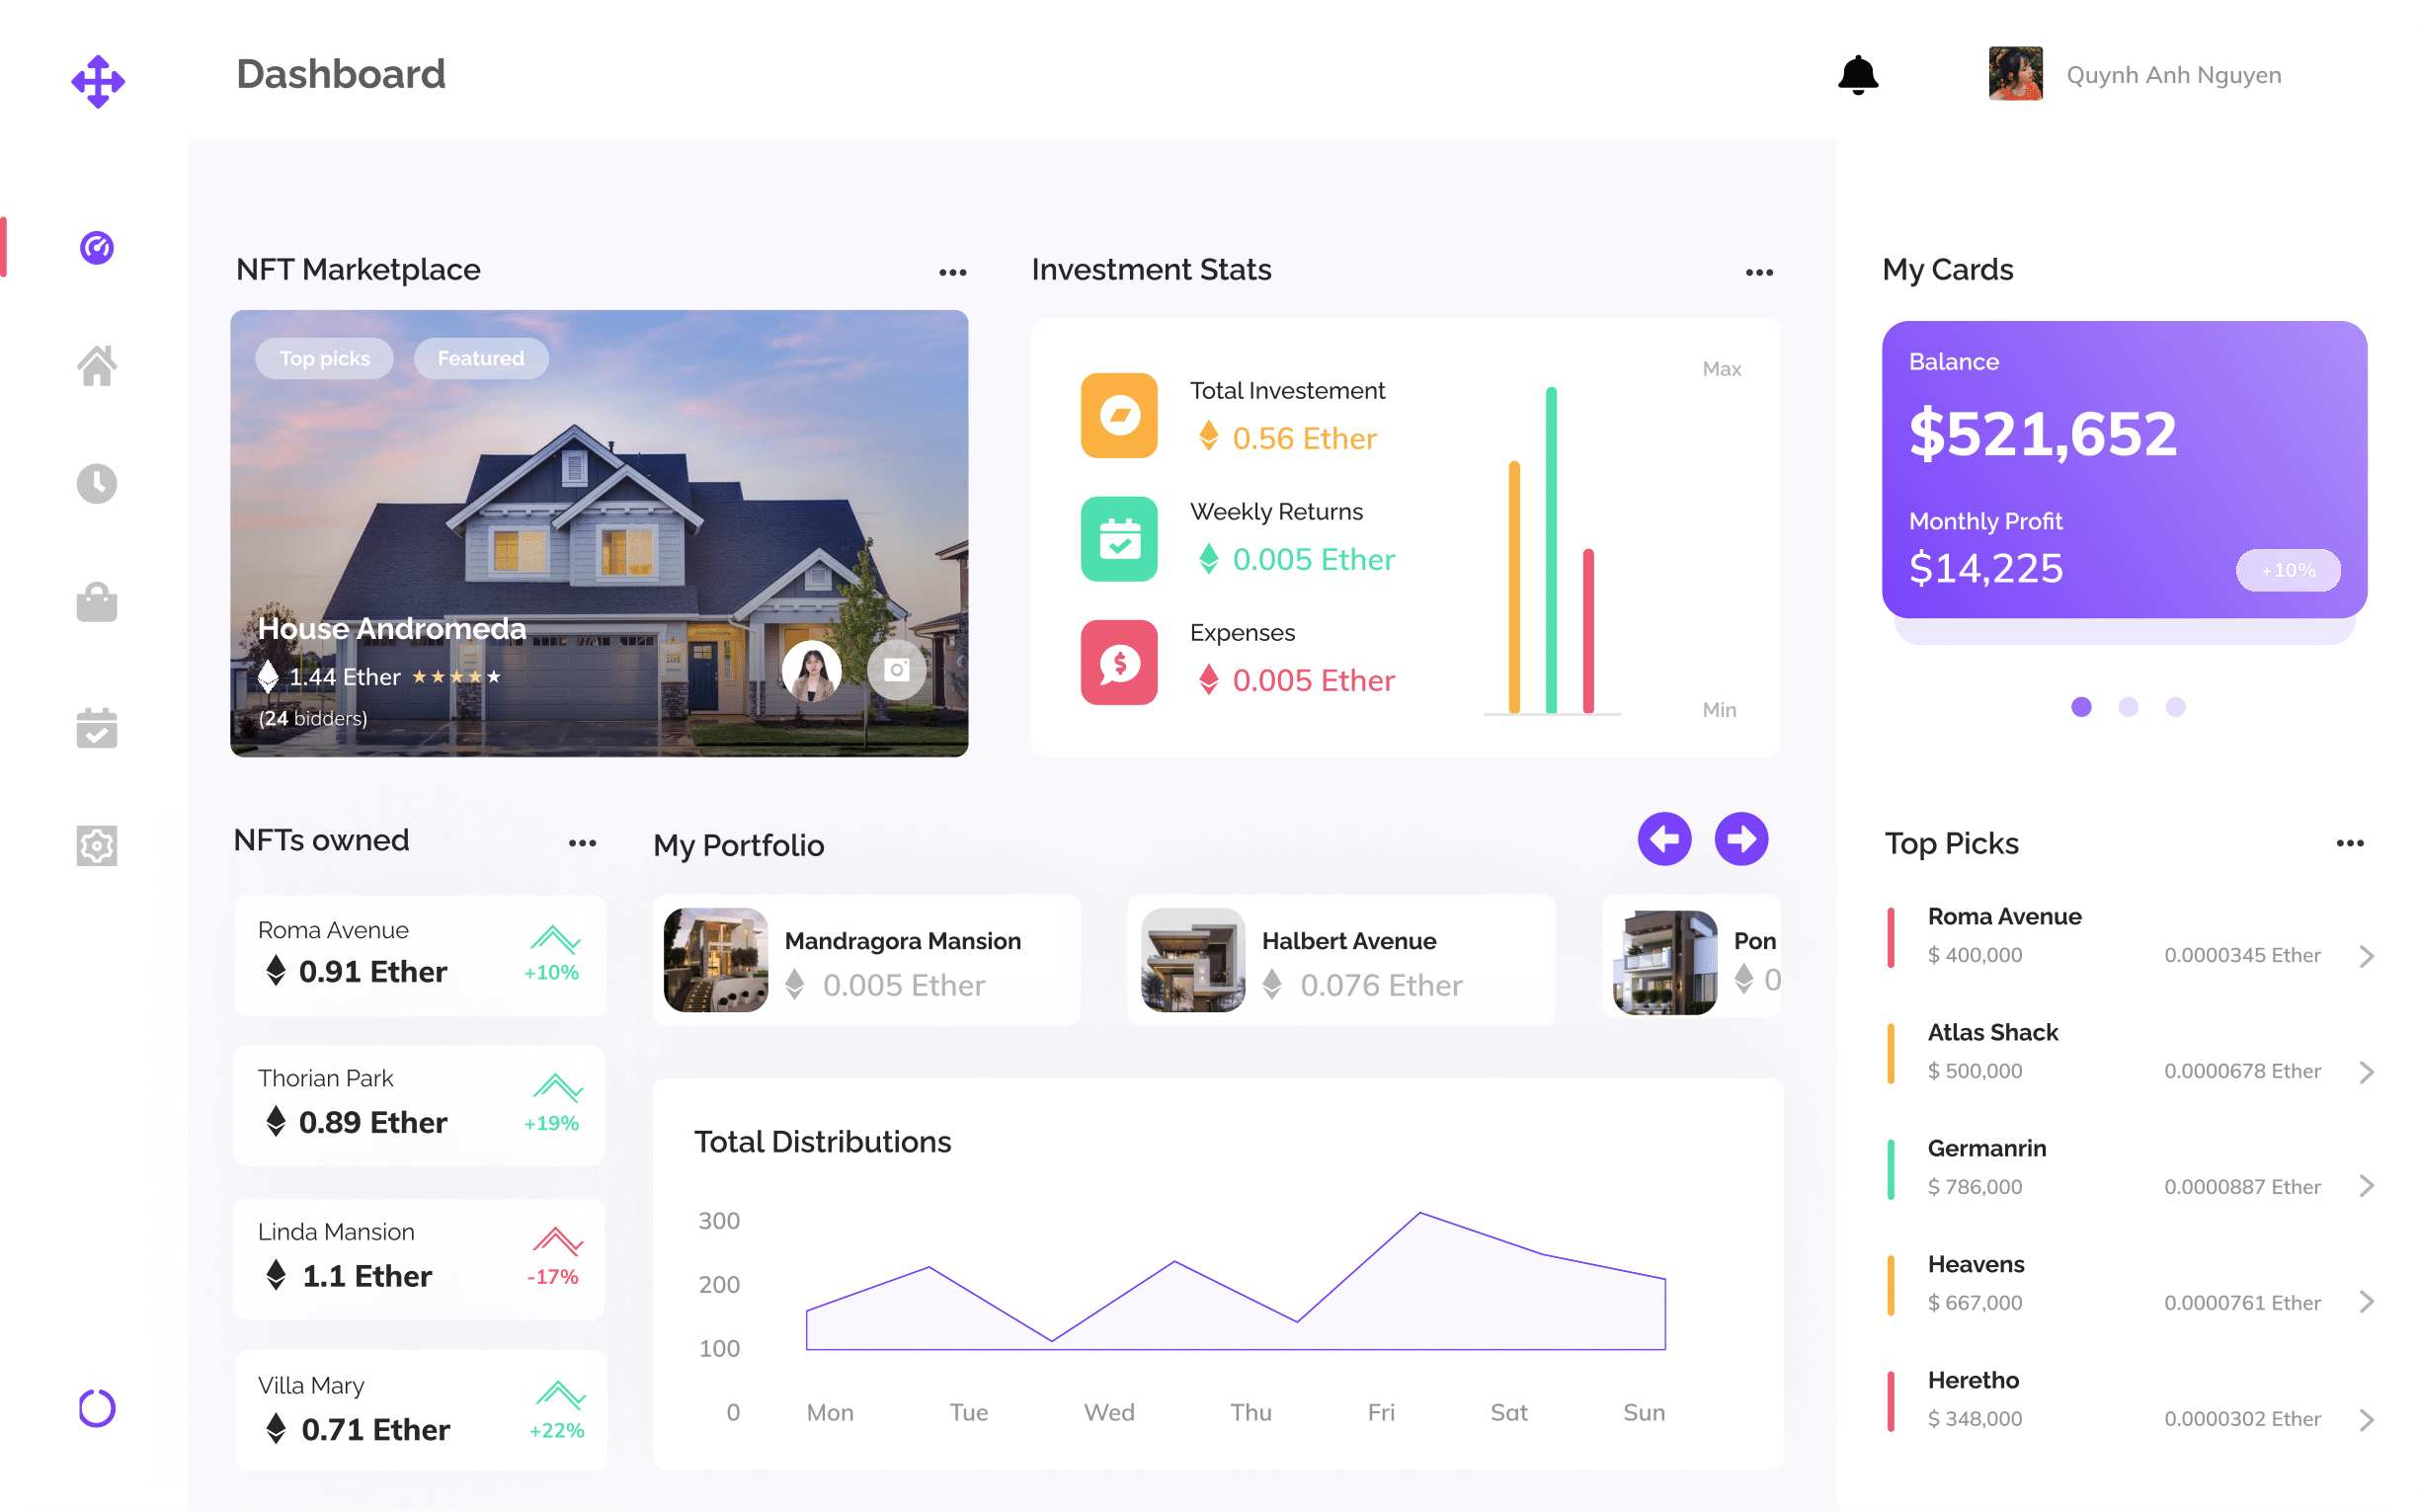 Dashboard
Quynh Anh Nguyen
NFT Marketplace
Top picks
Featured
House Andromeda
1.44 Ether
(24 bidders)
Investment Stats
Total Investement
0.56 Ether
Weekly Returns
0.005 Ether
Expenses
0.005 Ether
Max
Min
My Cards
Balance
$521,652
Monthly Profit
$14,225
+10%
NFTs owned
Roma Avenue
0.91 Ether
+10%
Thorian Park
0.89 Ether
+19%
Linda Mansion
1.1 Ether
-17%
Villa Mary
0.71 Ether
+22%
My Portfolio
Mandragora Mansion
0.005 Ether
Halbert Avenue
0.076 Ether
Pon
0
Total Distributions
300
200
100
0
Mon Tue Wed Thu Fri Sat Sun
Top Picks
Roma Avenue
$ 400,000 0.0000345 Ether
Atlas Shack
$ 500,000 0.0000678 Ether
Germanrin
$ 786,000 0.0000887 Ether
Heavens
$ 667,000 0.0000761 Ether
Heretho
$ 348,000 0.0000302 Ether